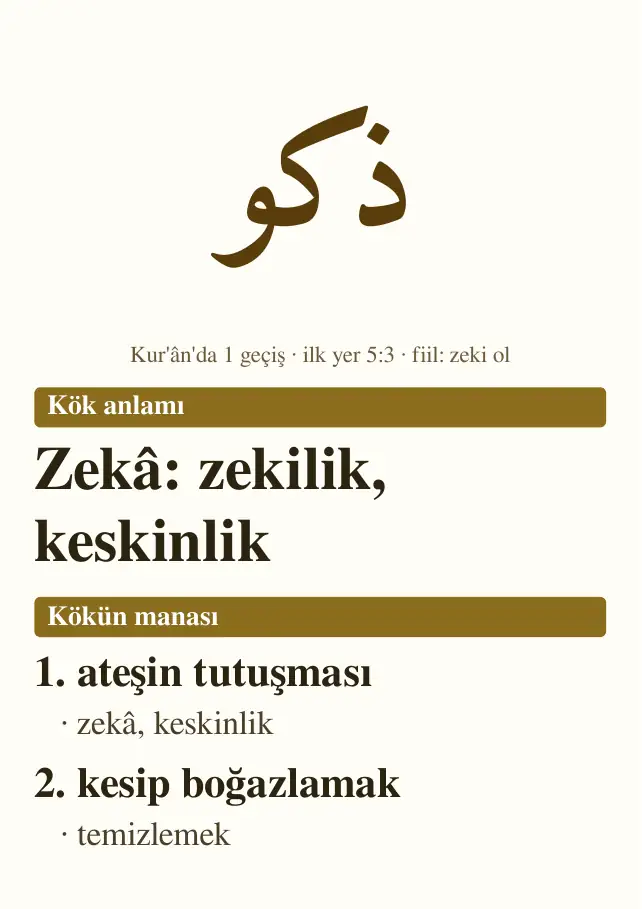 ذكو
Kur'ân'da 1 geçiş · ilk yer 5:3 · fiil: zeki ol
Kök anlamı
Zekâ: zekilik,
keskinlik
Kökün manası
1. ateşin tutuşması
· zekâ, keskinlik
2. kesip boğazlamak
· temizlemek